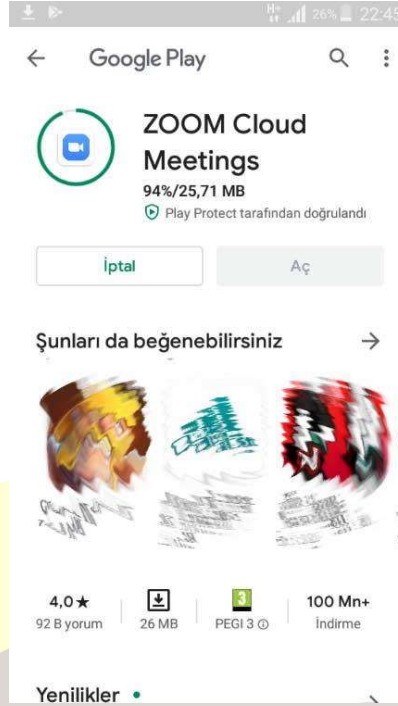 H+ 26% 22:45
Google Play
ZOOM Cloud
Meetings
94%/25,71 MB
Play Protect tarafından doğrulandı
İptal
Aç
Şunları da beğenebilirsiniz
4,0★
92 B yorum
26 MB
3
PEGI 3
100 Mn+
İndirme
Yenilikler